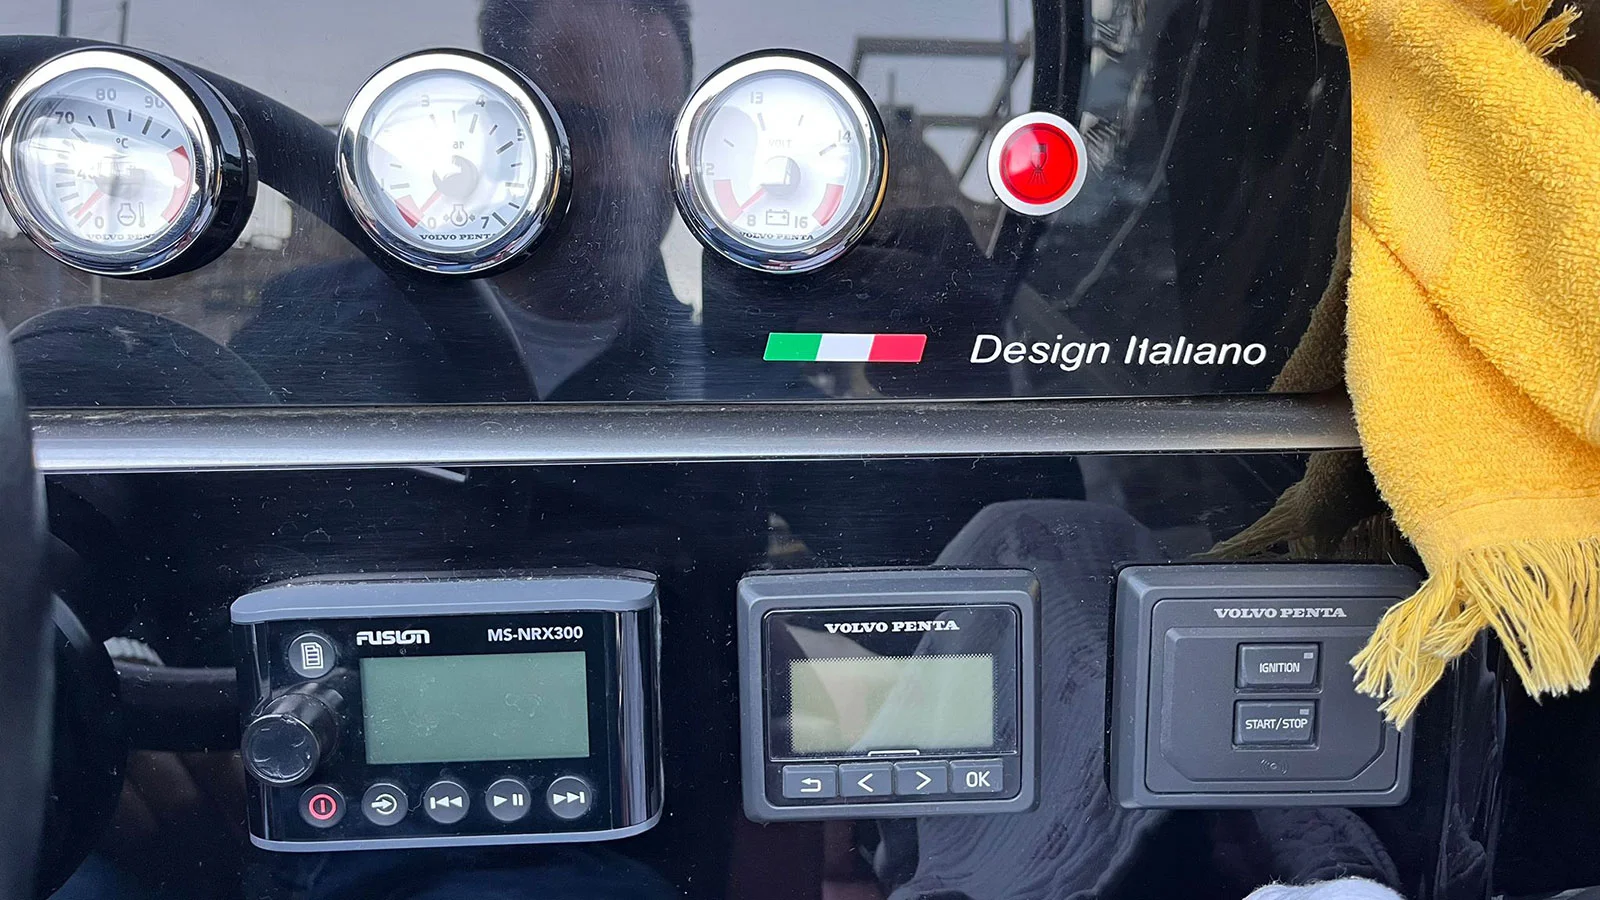 70 80 90
°C
0
VOLVO PENTA
3 4 5
0 7
VOLVO PENTA
12 13 14
VOLT
8 16
VOLVO PENTA
Design Italiano
FUSION MS-NRX300
VOLVO PENTA
OK
VOLVO PENTA
IGNITION
START/STOP